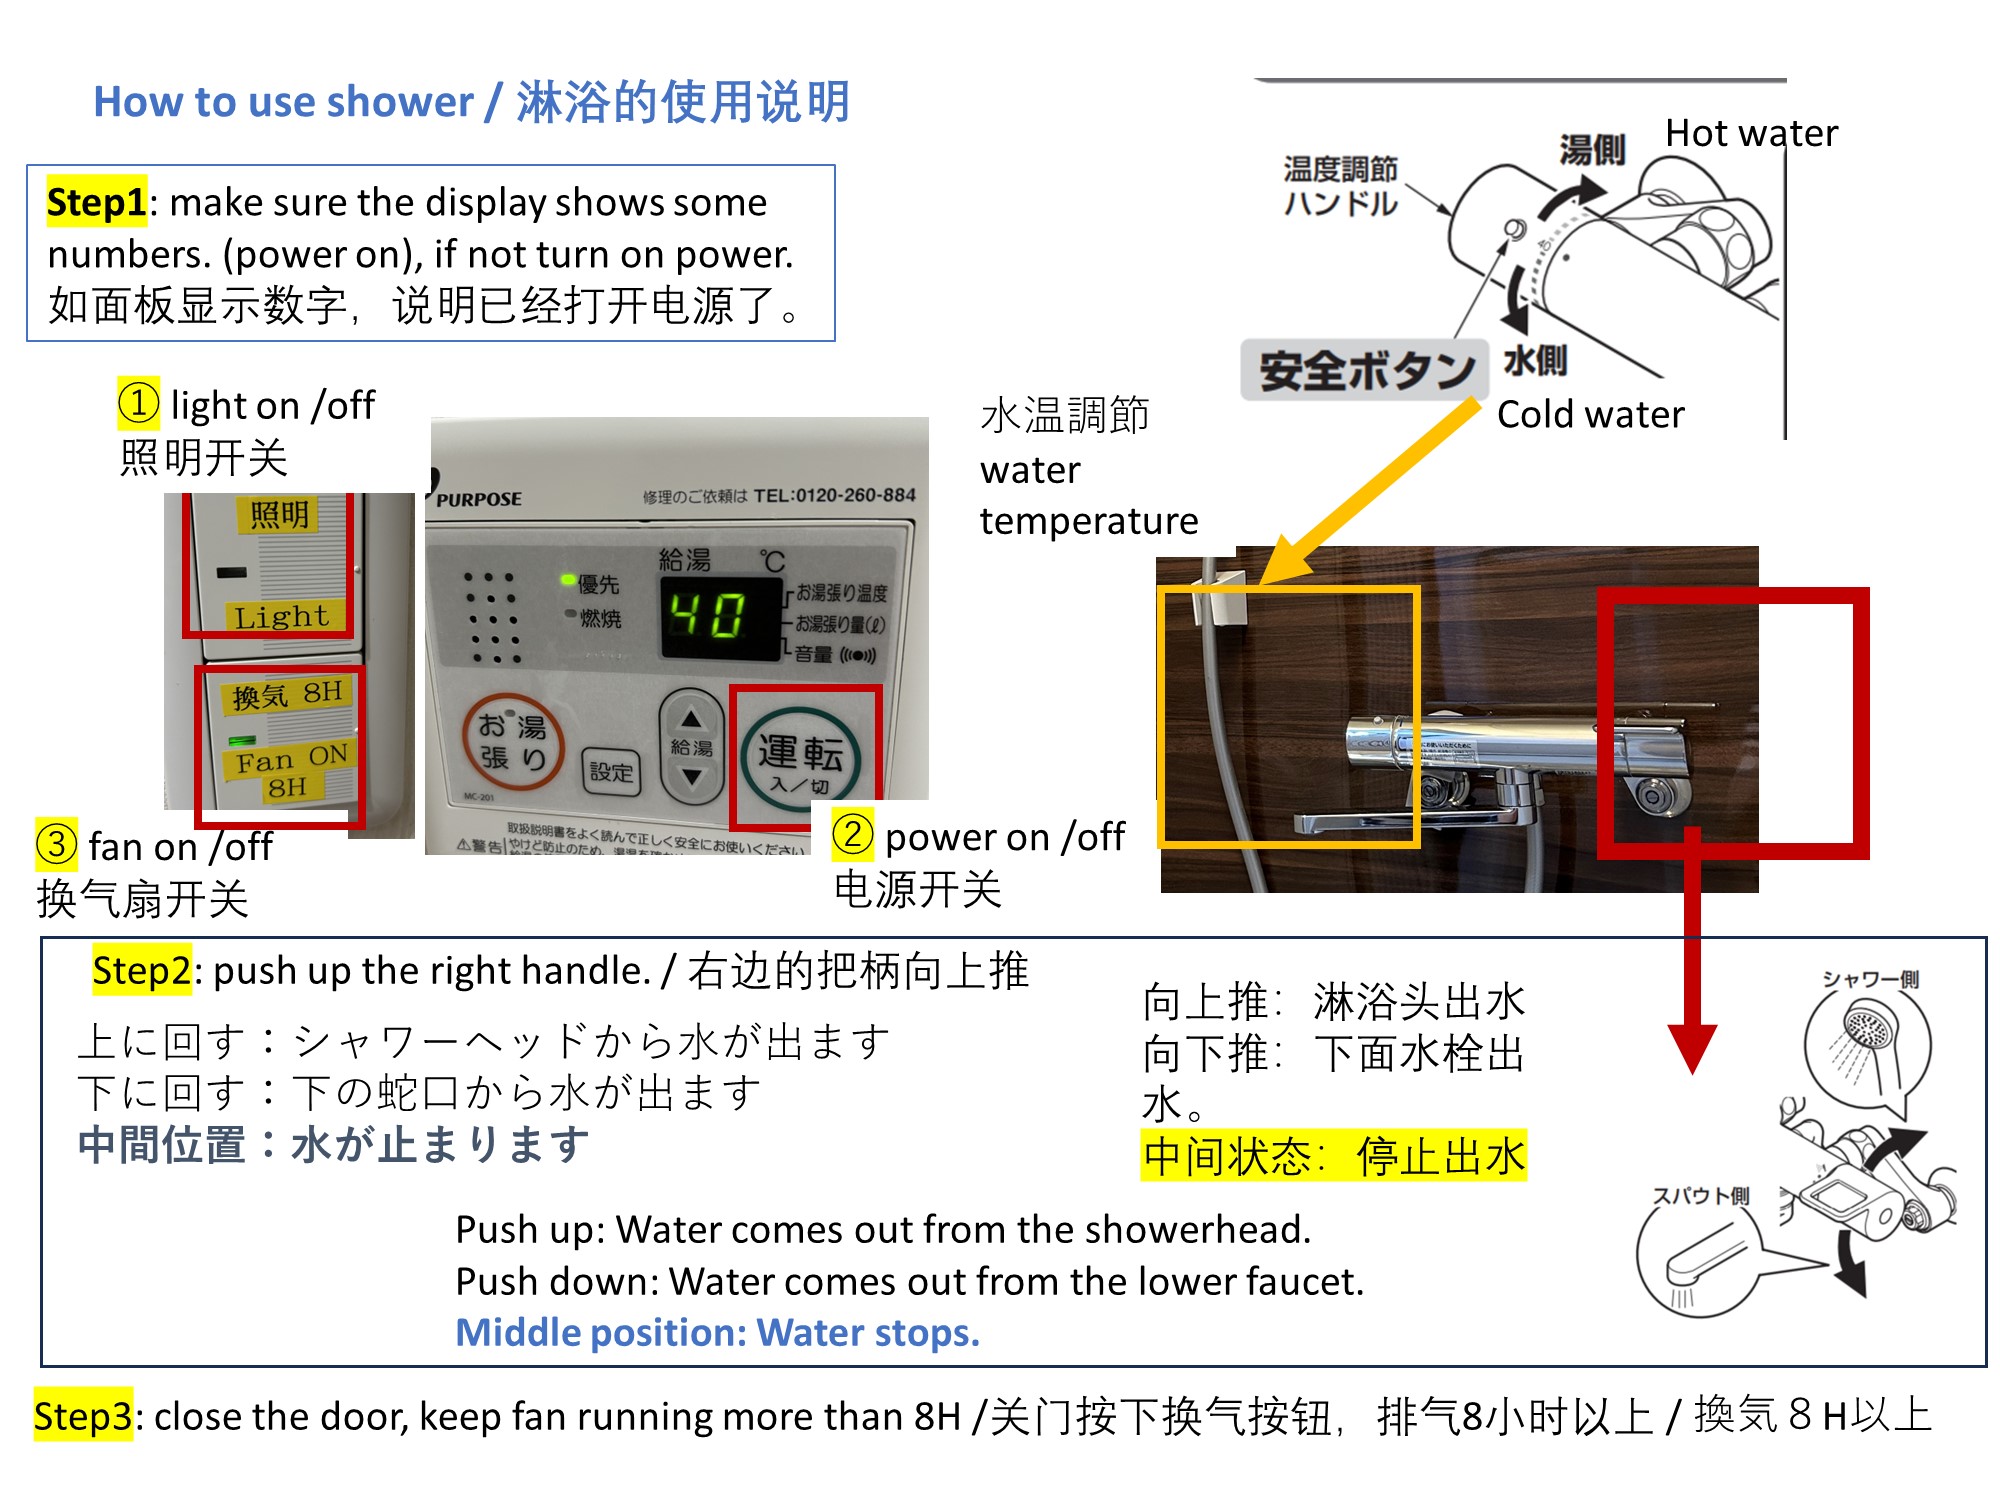 How to use shower / 淋浴的使用说明
Step1: make sure the display shows some
numbers. (power on), if not turn on power.
如面板显示数字，说明已经打开电源了。
Hot water
湯側
温度調節
ハンドル
安全ボタン
水側
Cold water
① light on /off
照明开关
照明
Light
換気 8H
Fan ON
8H
③ fan on /off
换气扇开关
PURPOSE
修理のご依頼は TEL:0120-260-884
給湯 ℃
優先
燃焼
40
お湯張り温度
お湯張り量(ℓ)
音量
お湯
張り
設定
▲
給湯
▼
運転
入/切
MC-201
取扱説明書をよく読んで正しく安全にお使いください
⚠警告
② power on /off
电源开关
水温調節
water
temperature
Step2: push up the right handle. / 右边的把柄向上推
上に回す：シャワーヘッドから水が出ます
下に回す：下の蛇口から水が出ます
中間位置：水が止まります
向上推：淋浴头出水
向下推：下面水栓出
水。
中间状态：停止出水
シャワー側
スパウト側
Push up: Water comes out from the showerhead.
Push down: Water comes out from the lower faucet.
Middle position: Water stops.
Step3: close the door, keep fan running more than 8H /关门按下换气按钮，排气8小时以上 / 換気８H以上